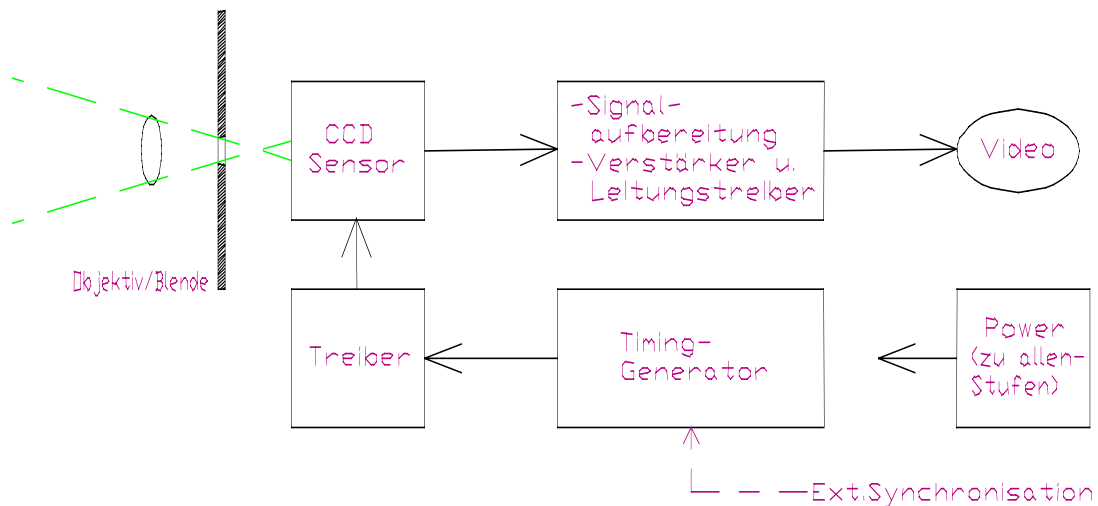 CCD
Sensor
-Signal-
aufbereitung
-Verstärker u.
Leitungstreiber
Video
Objektiv/Blende
Treiber
Timing-
Generator
Power
(zu allen-
Stufen)
Ext.Synchronisation